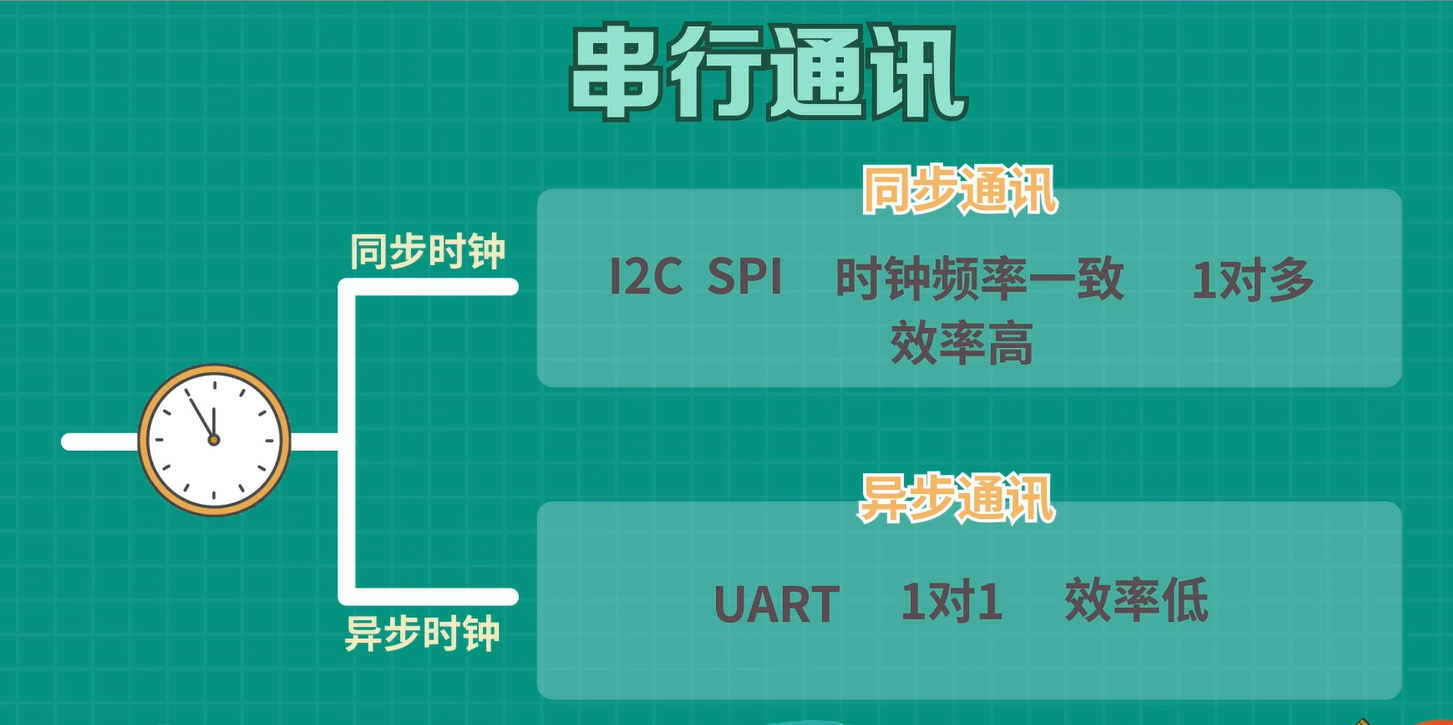 串行通讯
同步时钟
同步通讯
I2C SPI 时钟频率一致 1对多
效率高
异步时钟
异步通讯
UART 1对1 效率低